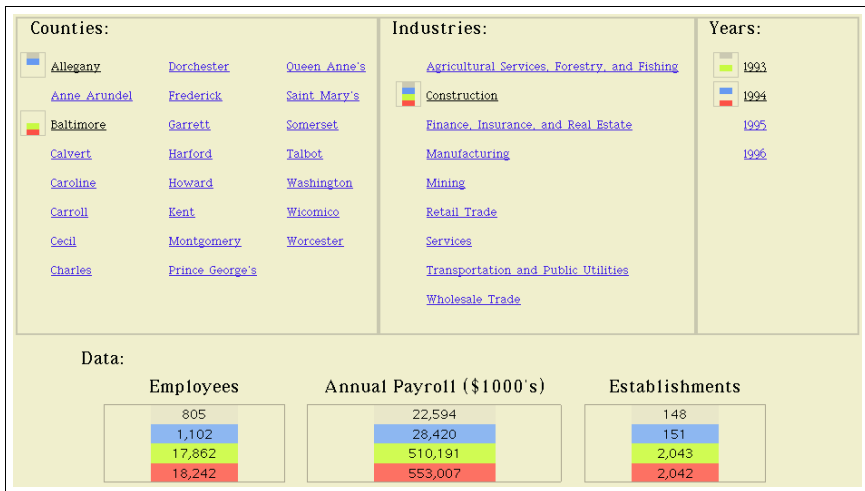 Counties:
Allegany
Anne Arundel
Baltimore
Calvert
Caroline
Carroll
Cecil
Charles
Dorchester
Frederick
Garrett
Harford
Howard
Kent
Montgomery
Prince George's
Queen Anne's
Saint Mary's
Somerset
Talbot
Washington
Wicomico
Worcester
Industries:
Agricultural Services, Forestry, and Fishing
Construction
Finance, Insurance, and Real Estate
Manufacturing
Mining
Retail Trade
Services
Transportation and Public Utilities
Wholesale Trade
Years:
1993
1994
1995
1996
Data:
Employees Annual Payroll ($1000's) Establishments
805 22,594 148
1,102 28,420 151
17,862 510,191 2,043
18,242 553,007 2,042